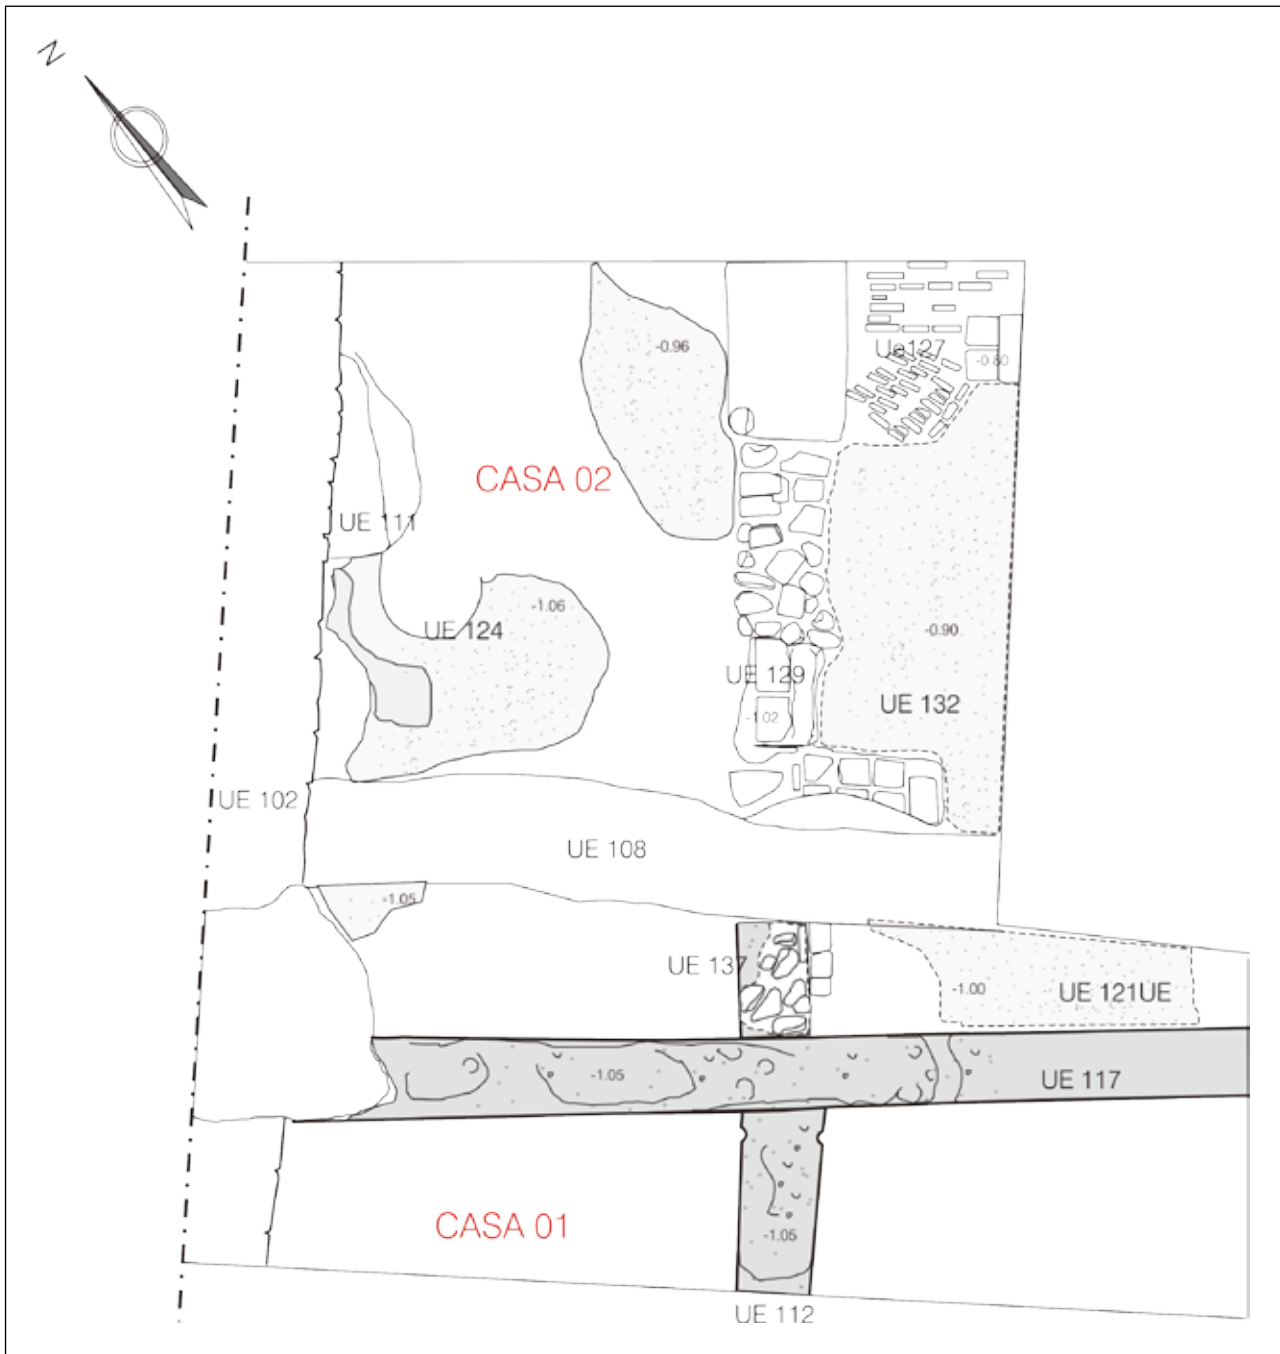 N
-0.96
Ue127
-0.80
CASA 02
UE 111
-1.06
UE 124
-0.90
UE 129
UE 132
-1.02
UE 102
UE 108
-1.05
UE 137
-1.00
UE 121UE
-1.05
UE 117
CASA 01
-1.05
UE 112